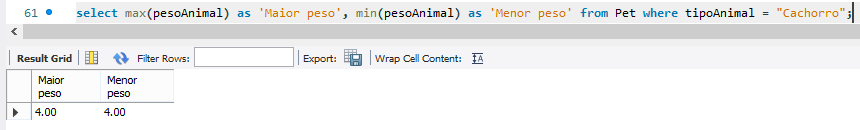 61 select max(pesoAnimal) as 'Maior peso', min(pesoAnimal) as 'Menor peso' from Pet where tipoAnimal = "Cachorro";
Result Grid Filter Rows: Export: Wrap Cell Content: IA
Maior Menor
peso peso
4.00 4.00